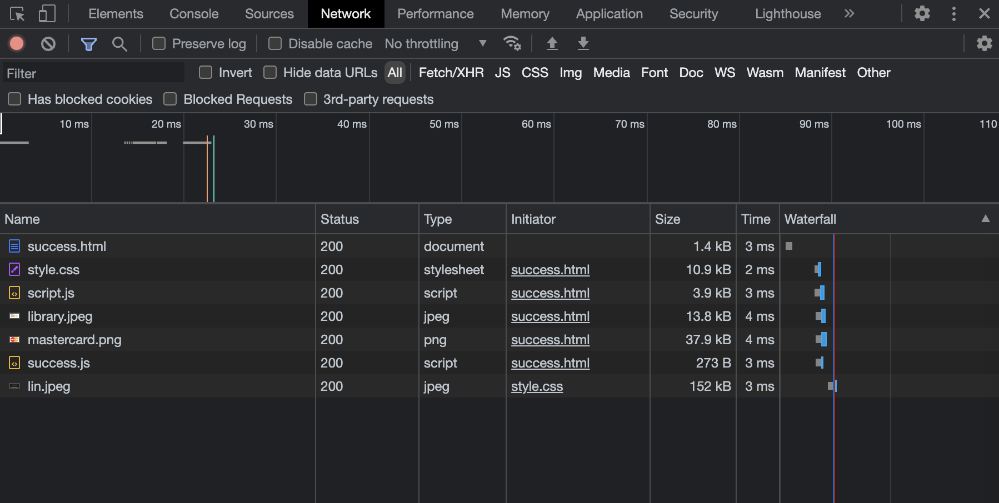 Elements Console Sources Network Performance Memory Application Security Lighthouse
Preserve log Disable cache No throttling
Filter Invert Hide data URLs All Fetch/XHR JS CSS Img Media Font Doc WS Wasm Manifest Other
Has blocked cookies Blocked Requests 3rd-party requests
10 ms 20 ms 30 ms 40 ms 50 ms 60 ms 70 ms 80 ms 90 ms 100 ms 110
Name Status Type Initiator Size Time Waterfall
success.html 200 document 1.4 kB 3 ms
style.css 200 stylesheet success.html 10.9 kB 2 ms
script.js 200 script success.html 3.9 kB 3 ms
library.jpeg 200 jpeg success.html 13.8 kB 4 ms
mastercard.png 200 png success.html 37.9 kB 4 ms
success.js 200 script success.html 273 B 3 ms
lin.jpeg 200 jpeg style.css 152 kB 3 ms